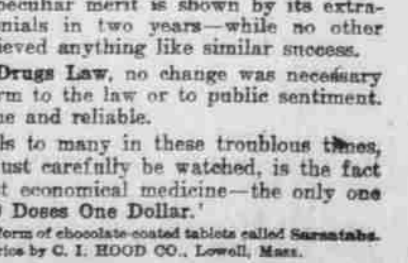 peculiar merit is shown by its extra-
nials in two years—while no other
ieved anything like similar success.
Drugs Law, no change was necessary
rm to the law or to public sentiment.
ne and reliable.
ls to many in these troublous times,
ust carefully be watched, is the fact
t economical medicine—the only one
Doses One Dollar.'
form of chocolate-coated tablets called Sarsatabs.
rics by C. I. HOOD CO., Lowell, Mass.